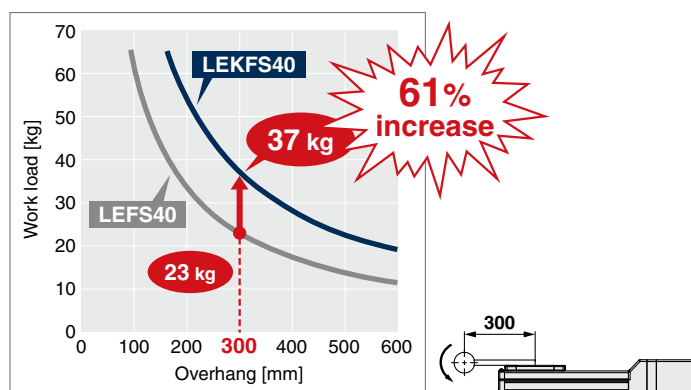 70
60
50
40
30
20
10
0
Work load [kg]
LEKFS40
LEFS40
37 kg
23 kg
61%
increase
0 100 200 300 400 500 600
Overhang [mm]
300